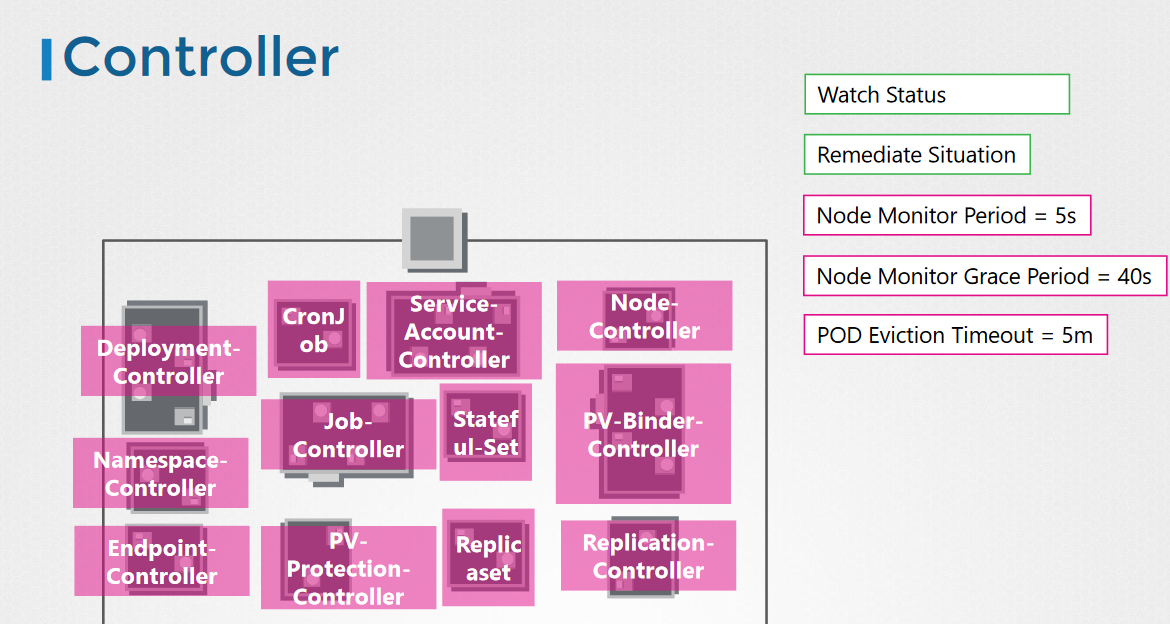 Controller
Watch Status
Remediate Situation
Node Monitor Period = 5s
Node Monitor Grace Period = 40s
POD Eviction Timeout = 5m
Deployment-
Controller
CronJ
ob
Service-
Account-
Controller
Node-
Controller
Namespace-
Controller
Job-
Controller
Statef
ul-Set
PV-Binder-
Controller
Endpoint-
Controller
PV-
Protection-
Controller
Replic
aset
Replication-
Controller